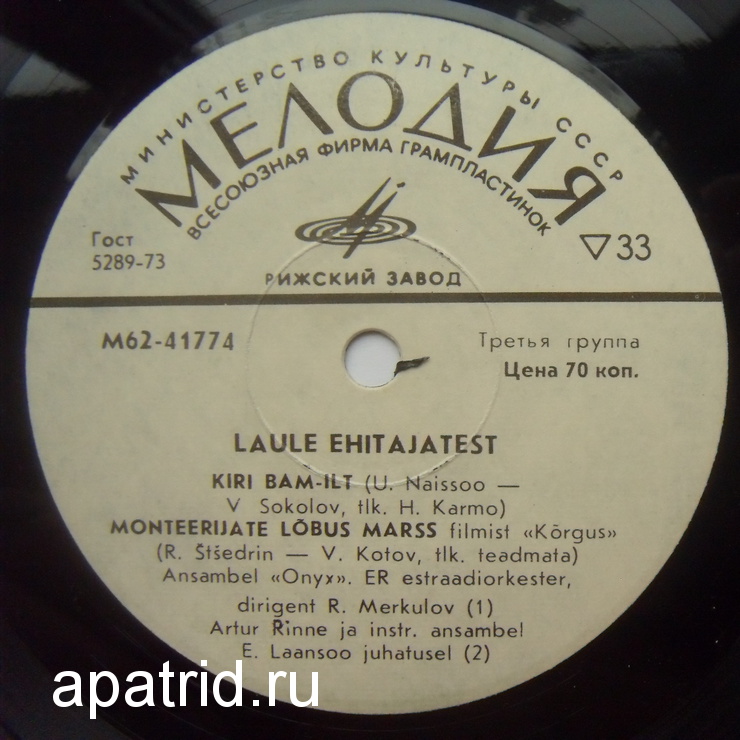 МИНИСТЕРСТВО КУЛЬТУРЫ СССР
МЕЛОДИЯ
ВСЕСОЮЗНАЯ ФИРМА ГРАМПЛАСТИНОК
Гост
5289-73
33
РИЖСКИЙ ЗАВОД
М62-41774
Третья группа
Цена 70 коп.
LAULE EHITAJATEST
KIRI BAM-ILT (U. Naissoo —
V Sokolov, tlk. H. Karmo)
MONTEERIJATE LÕBUS MARSS filmist «Kõrgus»
(R. Štšedrin — V. Kotov, tlk. teadmata)
Ansambel «Onyx». ER estraadiorkester,
dirigent R. Merkulov (1)
Artur Rinne ja instr. ansambel
E. Laansoo juhatusel (2)
apatrid.ru